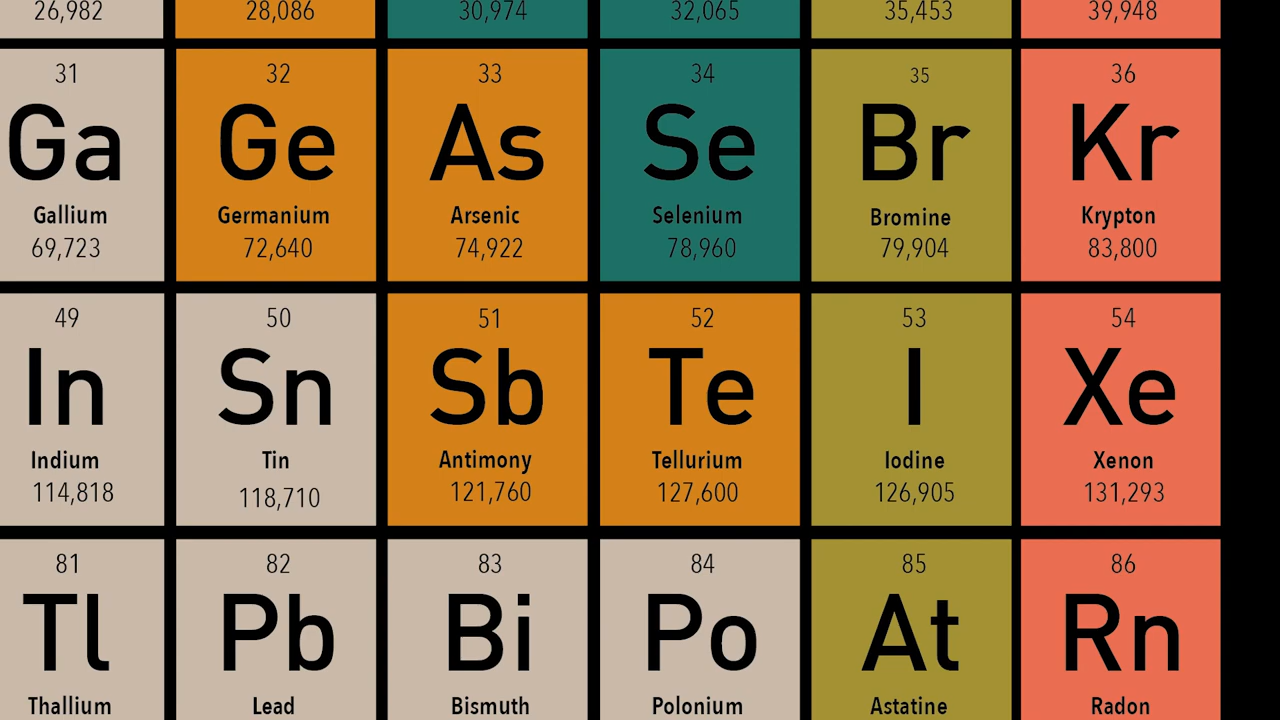 26,982 28,086 30,974 32,065 35,453 39,948
31 32 33 34 35 36
Ga Ge As Se Br Kr
Gallium Germanium Arsenic Selenium Bromine Krypton
69,723 72,640 74,922 78,960 79,904 83,800
49 50 51 52 53 54
In Sn Sb Te I Xe
Indium Tin Antimony Tellurium Iodine Xenon
114,818 118,710 121,760 127,600 126,905 131,293
81 82 83 84 85 86
Tl Pb Bi Po At Rn
Thallium Lead Bismuth Polonium Astatine Radon